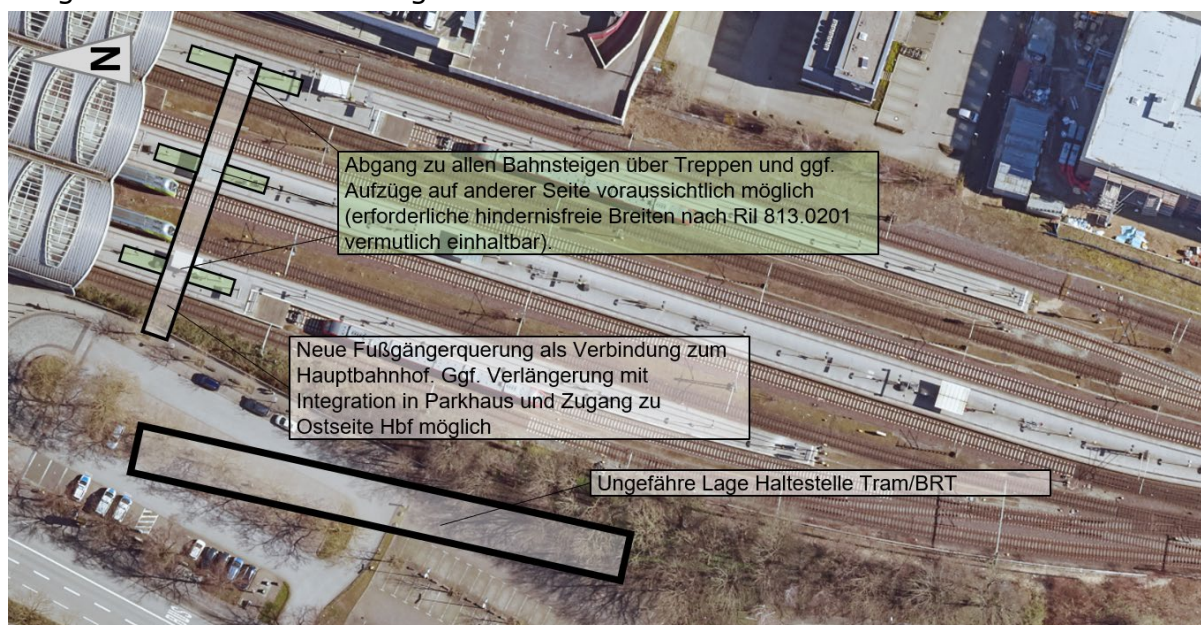 N
Abgang zu allen Bahnsteigen über Treppen und ggf.
Aufzüge auf anderer Seite voraussichtlich möglich
(erforderliche hindernisfreie Breiten nach Ril 813.0201
vermutlich einhaltbar).
Neue Fußgängerquerung als Verbindung zum
Hauptbahnhof. Ggf. Verlängerung mit
Integration in Parkhaus und Zugang zu
Ostseite Hbf möglich
Ungefähre Lage Haltestelle Tram/BRT
BUS